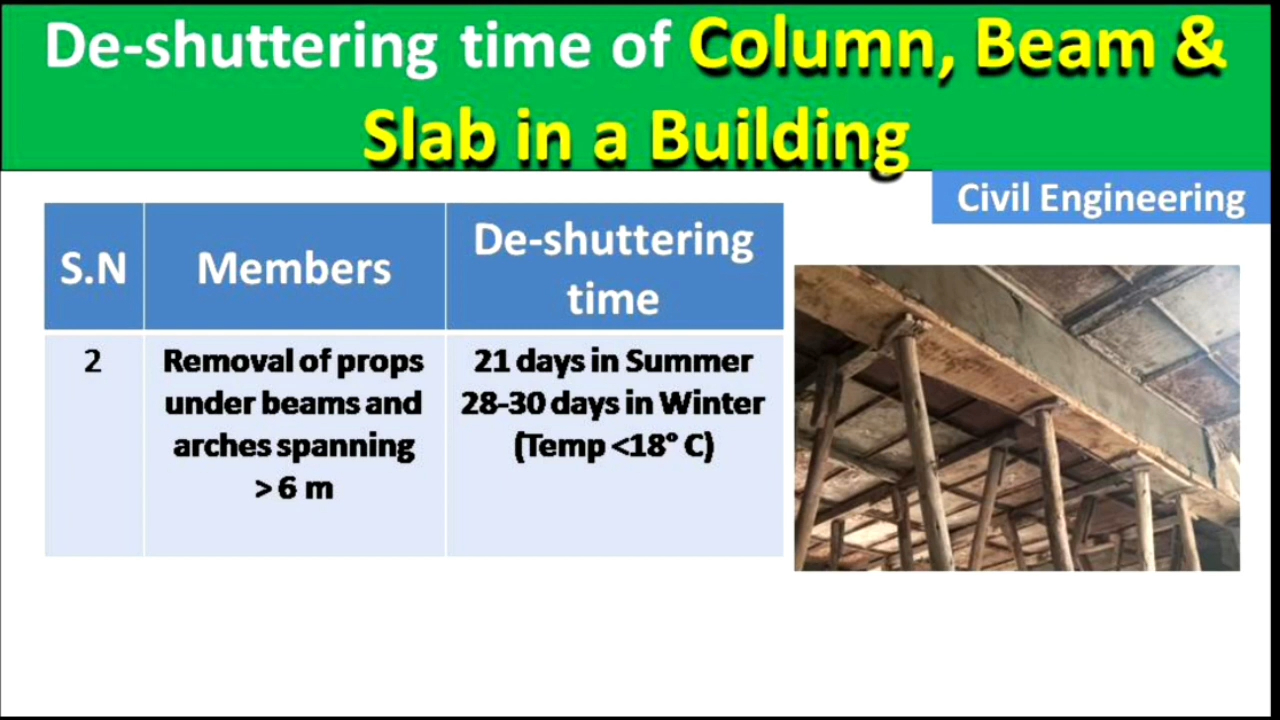 De-shuttering time of Column, Beam &
Slab in a Building
Civil Engineering
S.N
Members
De-shuttering
time
2
Removal of props
under beams and
arches spanning
> 6 m
21 days in Summer
28-30 days in Winter
(Temp <18° C)